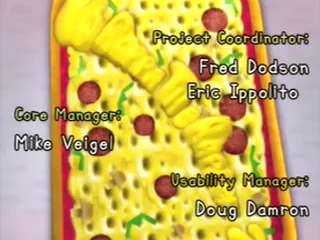 Project Coordinator:
Fred Dodson
Eric Ippolito
Core Manager:
Mike Veigel
Usability Manager:
Doug Damron